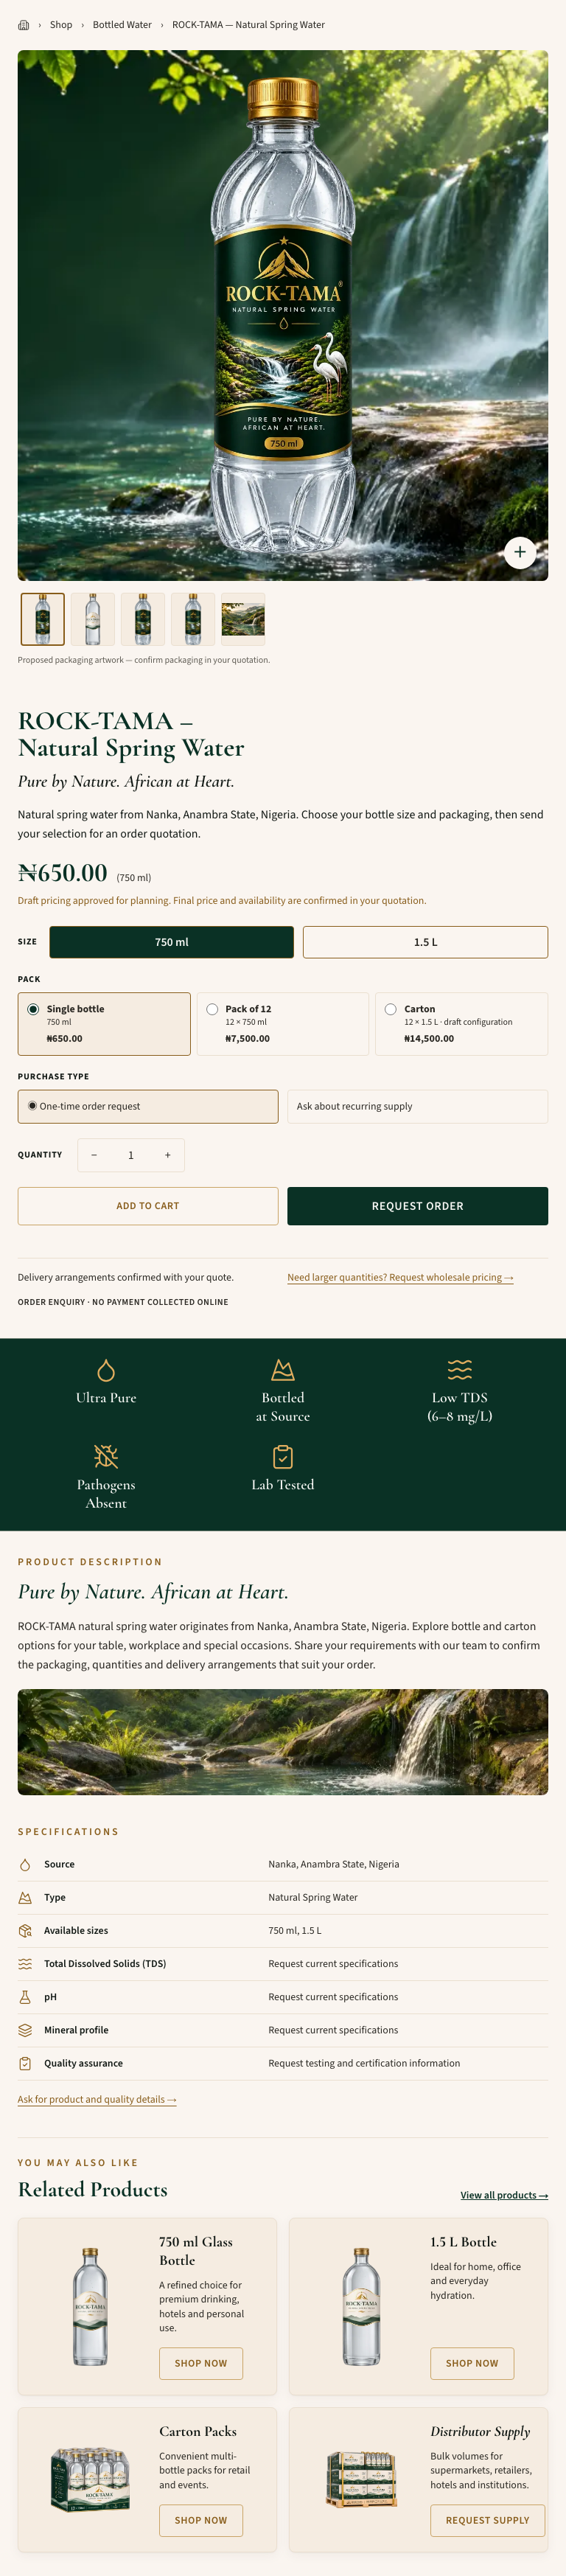 › Shop › Bottled Water › ROCK-TAMA — Natural Spring Water
ROCK-TAMA®
NATURAL SPRING WATER
PURE BY NATURE.
AFRICAN AT HEART.
750 ml
+
Proposed packaging artwork — confirm packaging in your quotation.
ROCK-TAMA –
Natural Spring Water
Pure by Nature. African at Heart.
Natural spring water from Nanka, Anambra State, Nigeria. Choose your bottle size and packaging, then send
your selection for an order quotation.
₦650.00 (750 ml)
Draft pricing approved for planning. Final price and availability are confirmed in your quotation.
SIZE 750 ml 1.5 L
PACK
Single bottle
750 ml
₦650.00
Pack of 12
12 × 750 ml
₦7,500.00
Carton
12 × 1.5 L · draft configuration
₦14,500.00
PURCHASE TYPE
One-time order request
Ask about recurring supply
QUANTITY − 1 +
ADD TO CART
REQUEST ORDER
Delivery arrangements confirmed with your quote.
Need larger quantities? Request wholesale pricing →
ORDER ENQUIRY · NO PAYMENT COLLECTED ONLINE
Ultra Pure
Bottled
at Source
Low TDS
(6–8 mg/L)
Pathogens
Absent
Lab Tested
PRODUCT DESCRIPTION
Pure by Nature. African at Heart.
ROCK-TAMA natural spring water originates from Nanka, Anambra State, Nigeria. Explore bottle and carton
options for your table, workplace and special occasions. Share your requirements with our team to confirm
the packaging, quantities and delivery arrangements that suit your order.
SPECIFICATIONS
Source Nanka, Anambra State, Nigeria
Type Natural Spring Water
Available sizes 750 ml, 1.5 L
Total Dissolved Solids (TDS) Request current specifications
pH Request current specifications
Mineral profile Request current specifications
Quality assurance Request testing and certification information
Ask for product and quality details →
YOU MAY ALSO LIKE
Related Products
View all products →
ROCK-TAMA
750 ml Glass
Bottle
A refined choice for
premium drinking,
hotels and personal
use.
SHOP NOW
ROCK-TAMA
1.5 L Bottle
Ideal for home, office
and everyday
hydration.
SHOP NOW
ROCK-TAMA
Carton Packs
Convenient multi-
bottle packs for retail
and events.
SHOP NOW
Distributor Supply
Bulk volumes for
supermarkets, retailers,
hotels and institutions.
REQUEST SUPPLY